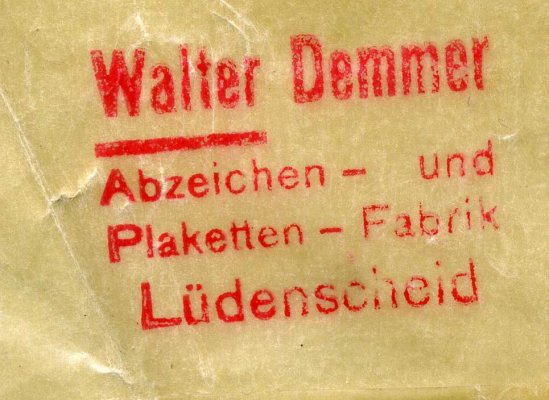 Walter Demmer
Abzeichen - und
Plaketten - Fabrik
Lüdenscheid